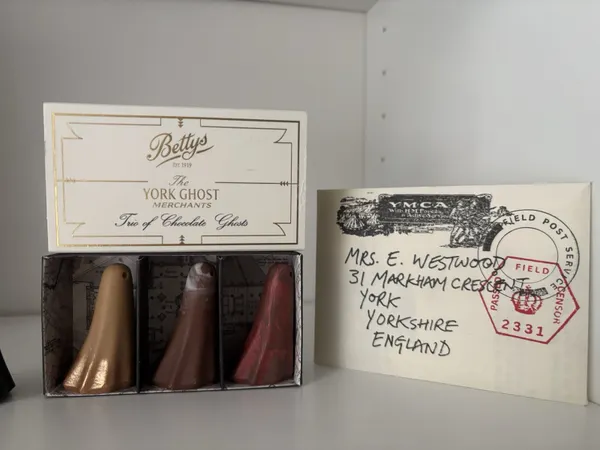 Bettys
EST 1919
The
YORK GHOST
MERCHANTS
Trio of Chocolate Ghosts
YMCA
FIELD POST SERVICE
MRS. E. WESTWOOD
31 MARKHAM CRESCENT
YORK
YORKSHIRE
ENGLAND
PASSED FIELD CENSOR
2331